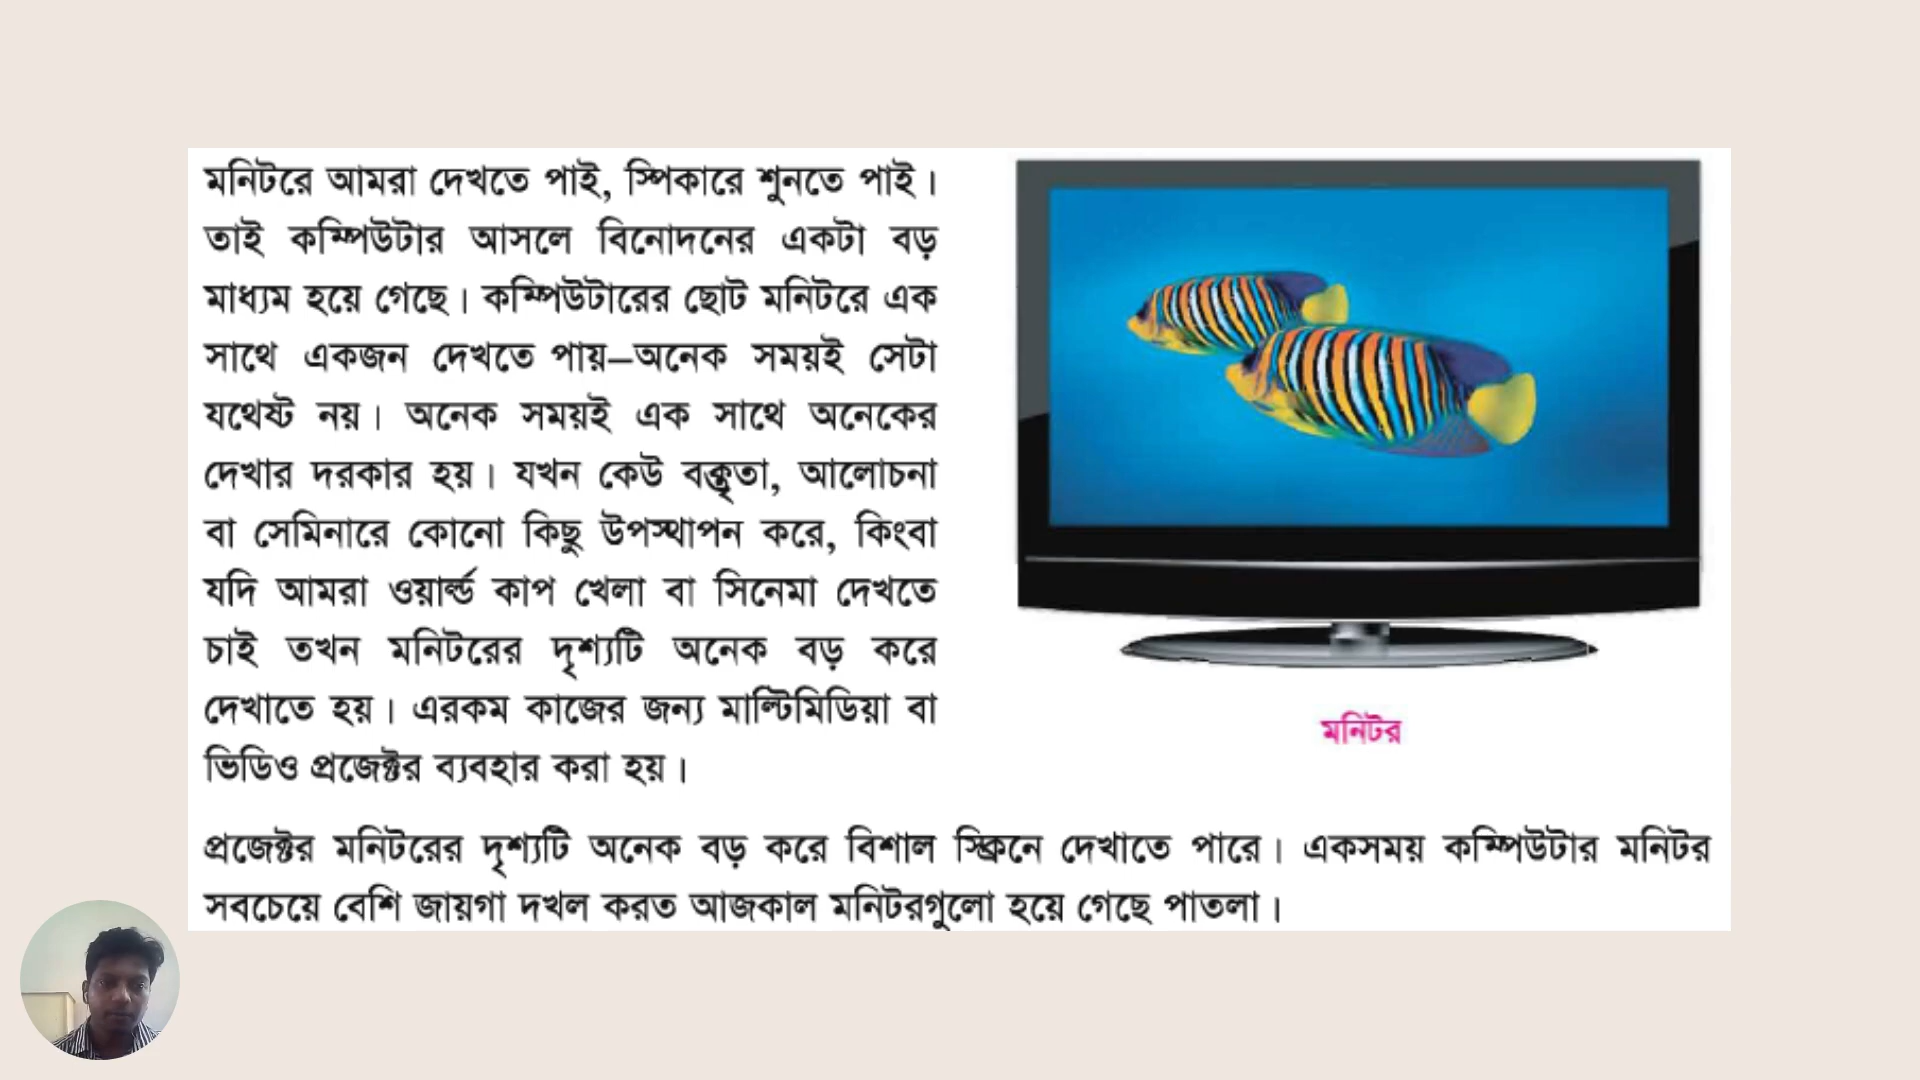 মনিটরে আমরা দেখতে পাই, স্পিকারে শুনতে পাই।
তাই কম্পিউটার আসলে বিনোদনের একটা বড়
মাধ্যম হয়ে গেছে। কম্পিউটারের ছোট মনিটরে এক
সাথে একজন দেখতে পায়–অনেক সময়ই সেটা
যথেষ্ট নয়। অনেক সময়ই এক সাথে অনেকের
দেখার দরকার হয়। যখন কেউ বক্তৃতা, আলোচনা
বা সেমিনারে কোনো কিছু উপস্থাপন করে, কিংবা
যদি আমরা ওয়ার্ল্ড কাপ খেলা বা সিনেমা দেখতে
চাই তখন মনিটরের দৃশ্যটি অনেক বড় করে
দেখাতে হয়। এরকম কাজের জন্য মাল্টিমিডিয়া বা
ভিডিও প্রজেক্টর ব্যবহার করা হয়।
মনিটর
প্রজেক্টর মনিটরের দৃশ্যটি অনেক বড় করে বিশাল স্ক্রিনে দেখাতে পারে। একসময় কম্পিউটার মনিটর
সবচেয়ে বেশি জায়গা দখল করত আজকাল মনিটরগুলো হয়ে গেছে পাতলা।